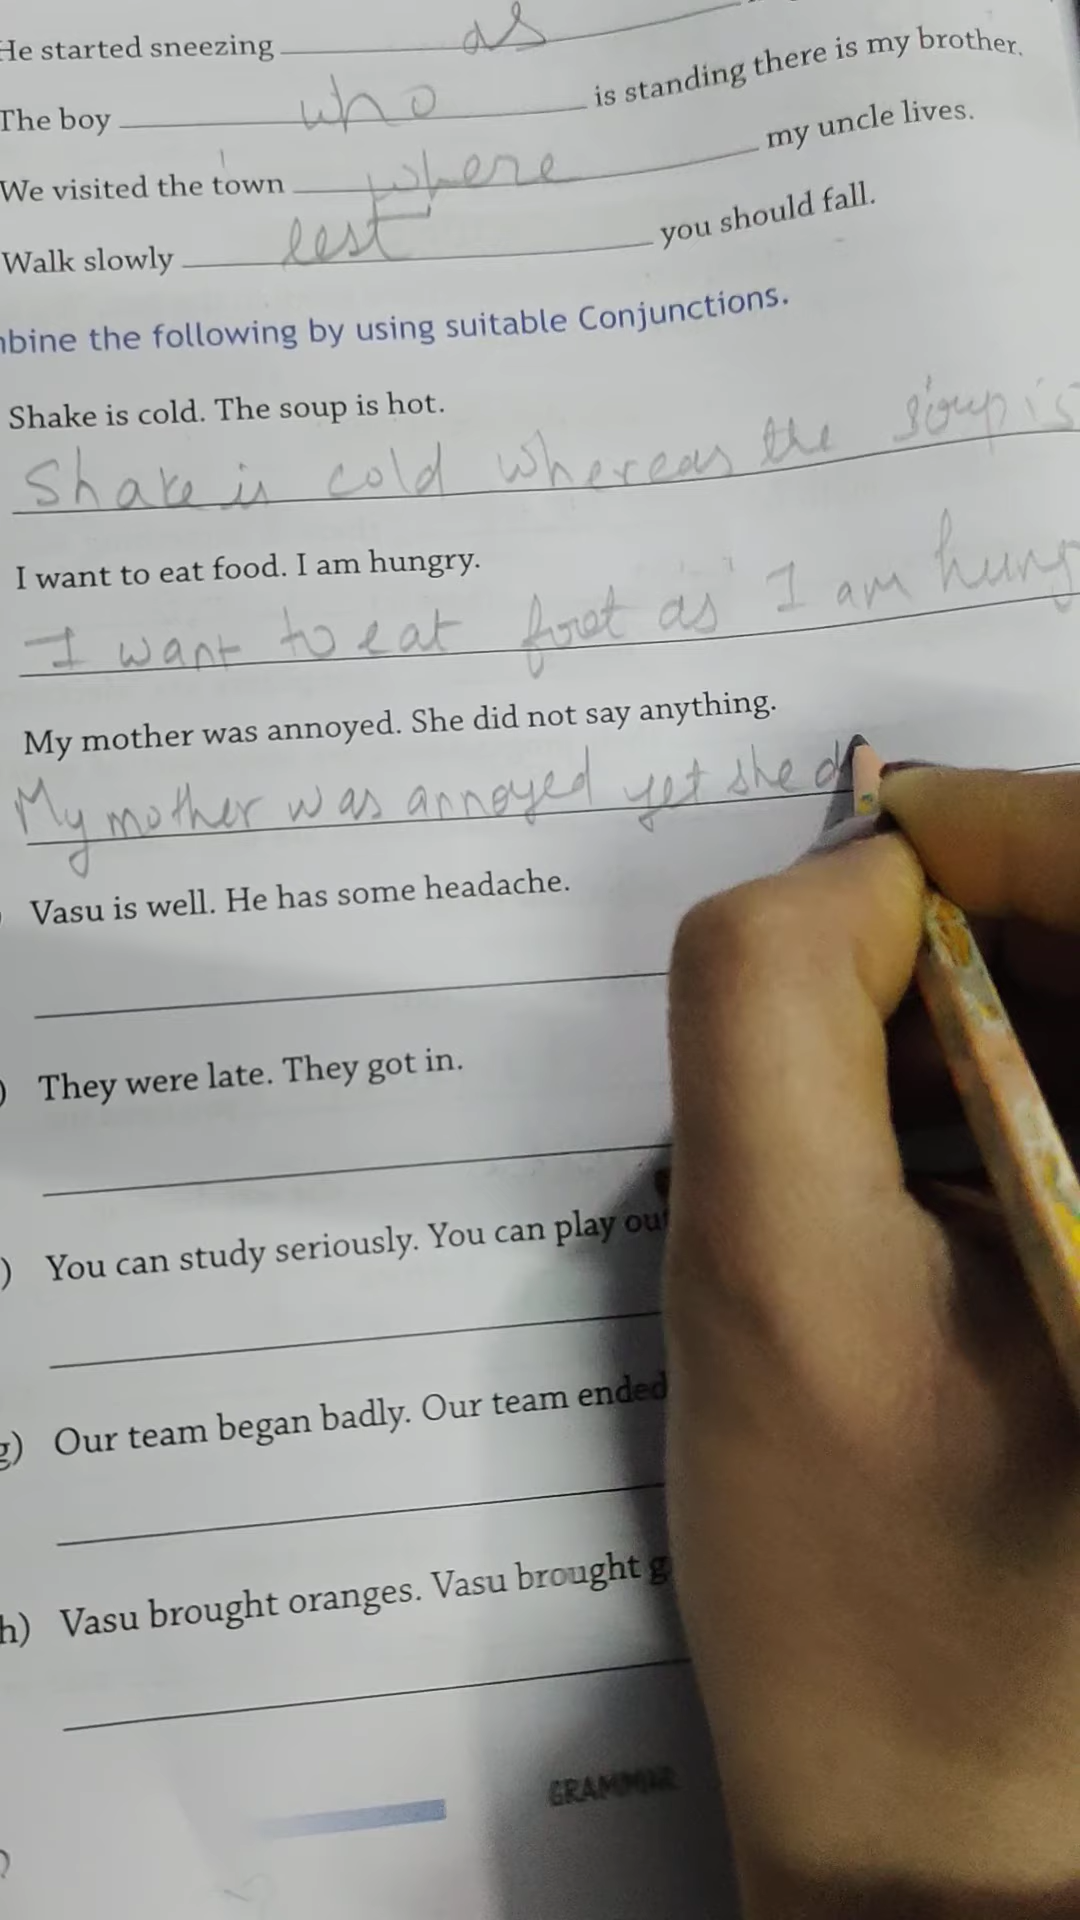 He started sneezing as
The boy who is standing there is my brother.
We visited the town where my uncle lives.
Walk slowly lest you should fall.
bine the following by using suitable Conjunctions.
Shake is cold. The soup is hot.
Shake is cold whereas the soup is
I want to eat food. I am hungry.
I want to eat foot as I am hung
My mother was annoyed. She did not say anything.
My mother was annoyed yet she d
Vasu is well. He has some headache.
) They were late. They got in.
) You can study seriously. You can play out
g) Our team began badly. Our team ended
h) Vasu brought oranges. Vasu brought g
GRAMMAR